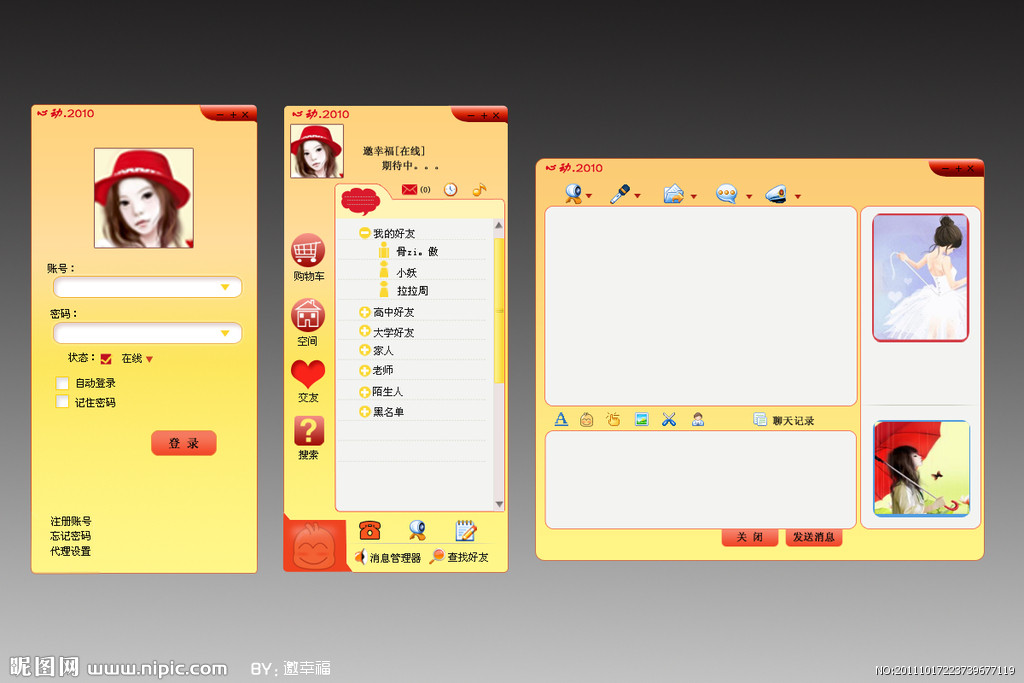 心动.2010
账号：
密码：
状态： 在线
自动登录
记住密码
登 录
注册账号
忘记密码
代理设置
心动.2010
邀幸福[在线]
期待中。。。
(0)
购物车
空间
交友
?
搜索
我的好友
骨zi。傲
小妖
拉拉周
高中好友
大学好友
家人
老师
陌生人
黑名单
消息管理器
查找好友
心动.2010
A
聊天记录
关 闭
发送消息
昵图网 www.nipic.com BY: 邀幸福
NO:20111017223739677119